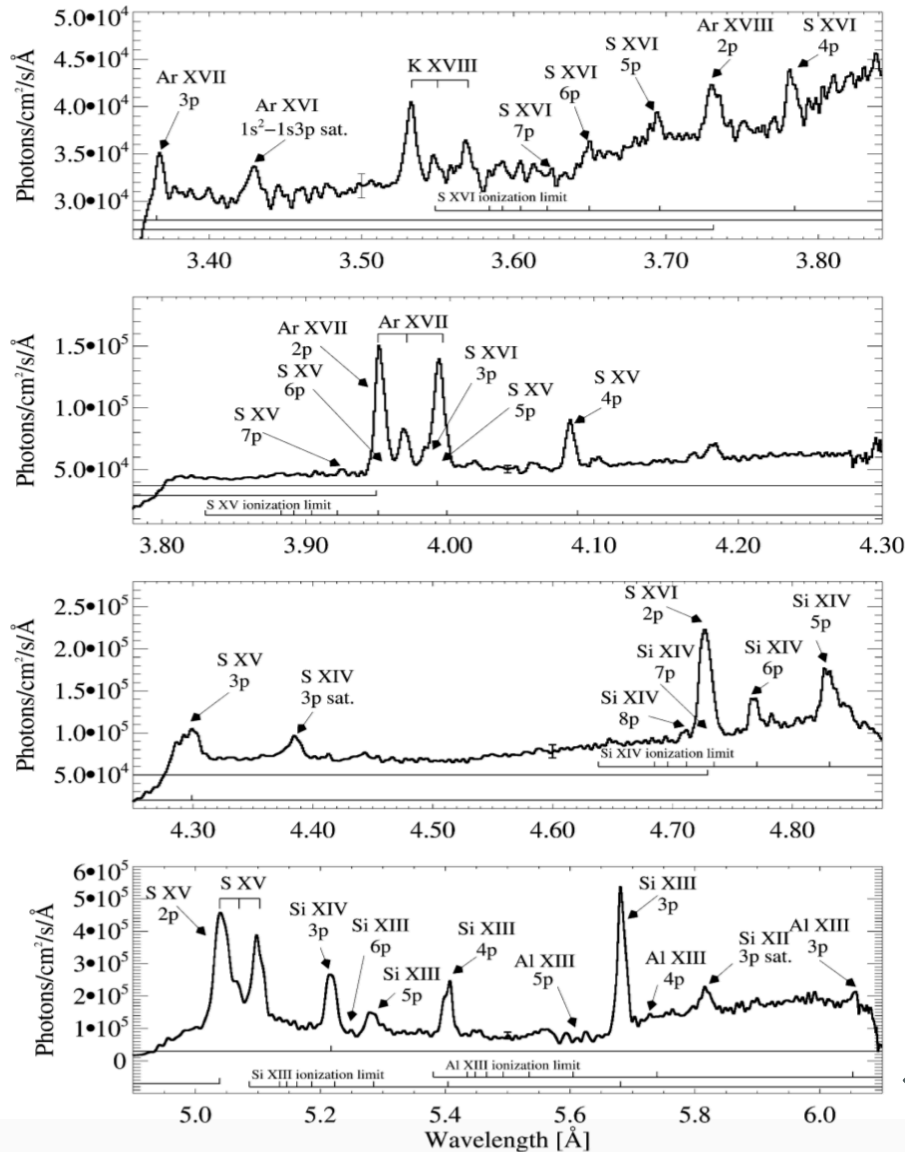 5.0•10⁴
4.5•10⁴
4.0•10⁴
3.5•10⁴
3.0•10⁴
Photons/cm²/s/Å
Ar XVII
3p
Ar XVI
1s²−1s3p sat.
K XVIII
S XVI
7p
S XVI
6p
S XVI
5p
Ar XVIII
2p
S XVI
4p
S XVI ionization limit
3.40 3.50 3.60 3.70 3.80
1.5•10⁵
1.0•10⁵
5.0•10⁴
Photons/cm²/s/Å
Ar XVII
2p
Ar XVII
S XV
7p
S XV
6p
S XVI
3p
S XV
5p
S XV
4p
S XV ionization limit
3.80 3.90 4.00 4.10 4.20 4.30
2.5•10⁵
2.0•10⁵
1.5•10⁵
1.0•10⁵
5.0•10⁴
Photons/cm²/s/Å
S XV
3p
S XIV
3p sat.
Si XIV
8p
Si XIV
7p
S XVI
2p
Si XIV
6p
Si XIV
5p
Si XIV ionization limit
4.30 4.40 4.50 4.60 4.70 4.80
6•10⁵
5•10⁵
4•10⁵
3•10⁵
2•10⁵
1•10⁵
0
Photons/cm²/s/Å
S XV
2p
S XV
Si XIV
3p
Si XIII
6p
Si XIII
5p
Si XIII
4p
Al XIII
5p
Si XIII
3p
Al XIII
4p
Si XII
3p sat.
Al XIII
3p
Si XIII ionization limit
Al XIII ionization limit
5.0 5.2 5.4 5.6 5.8 6.0
Wavelength [Å]